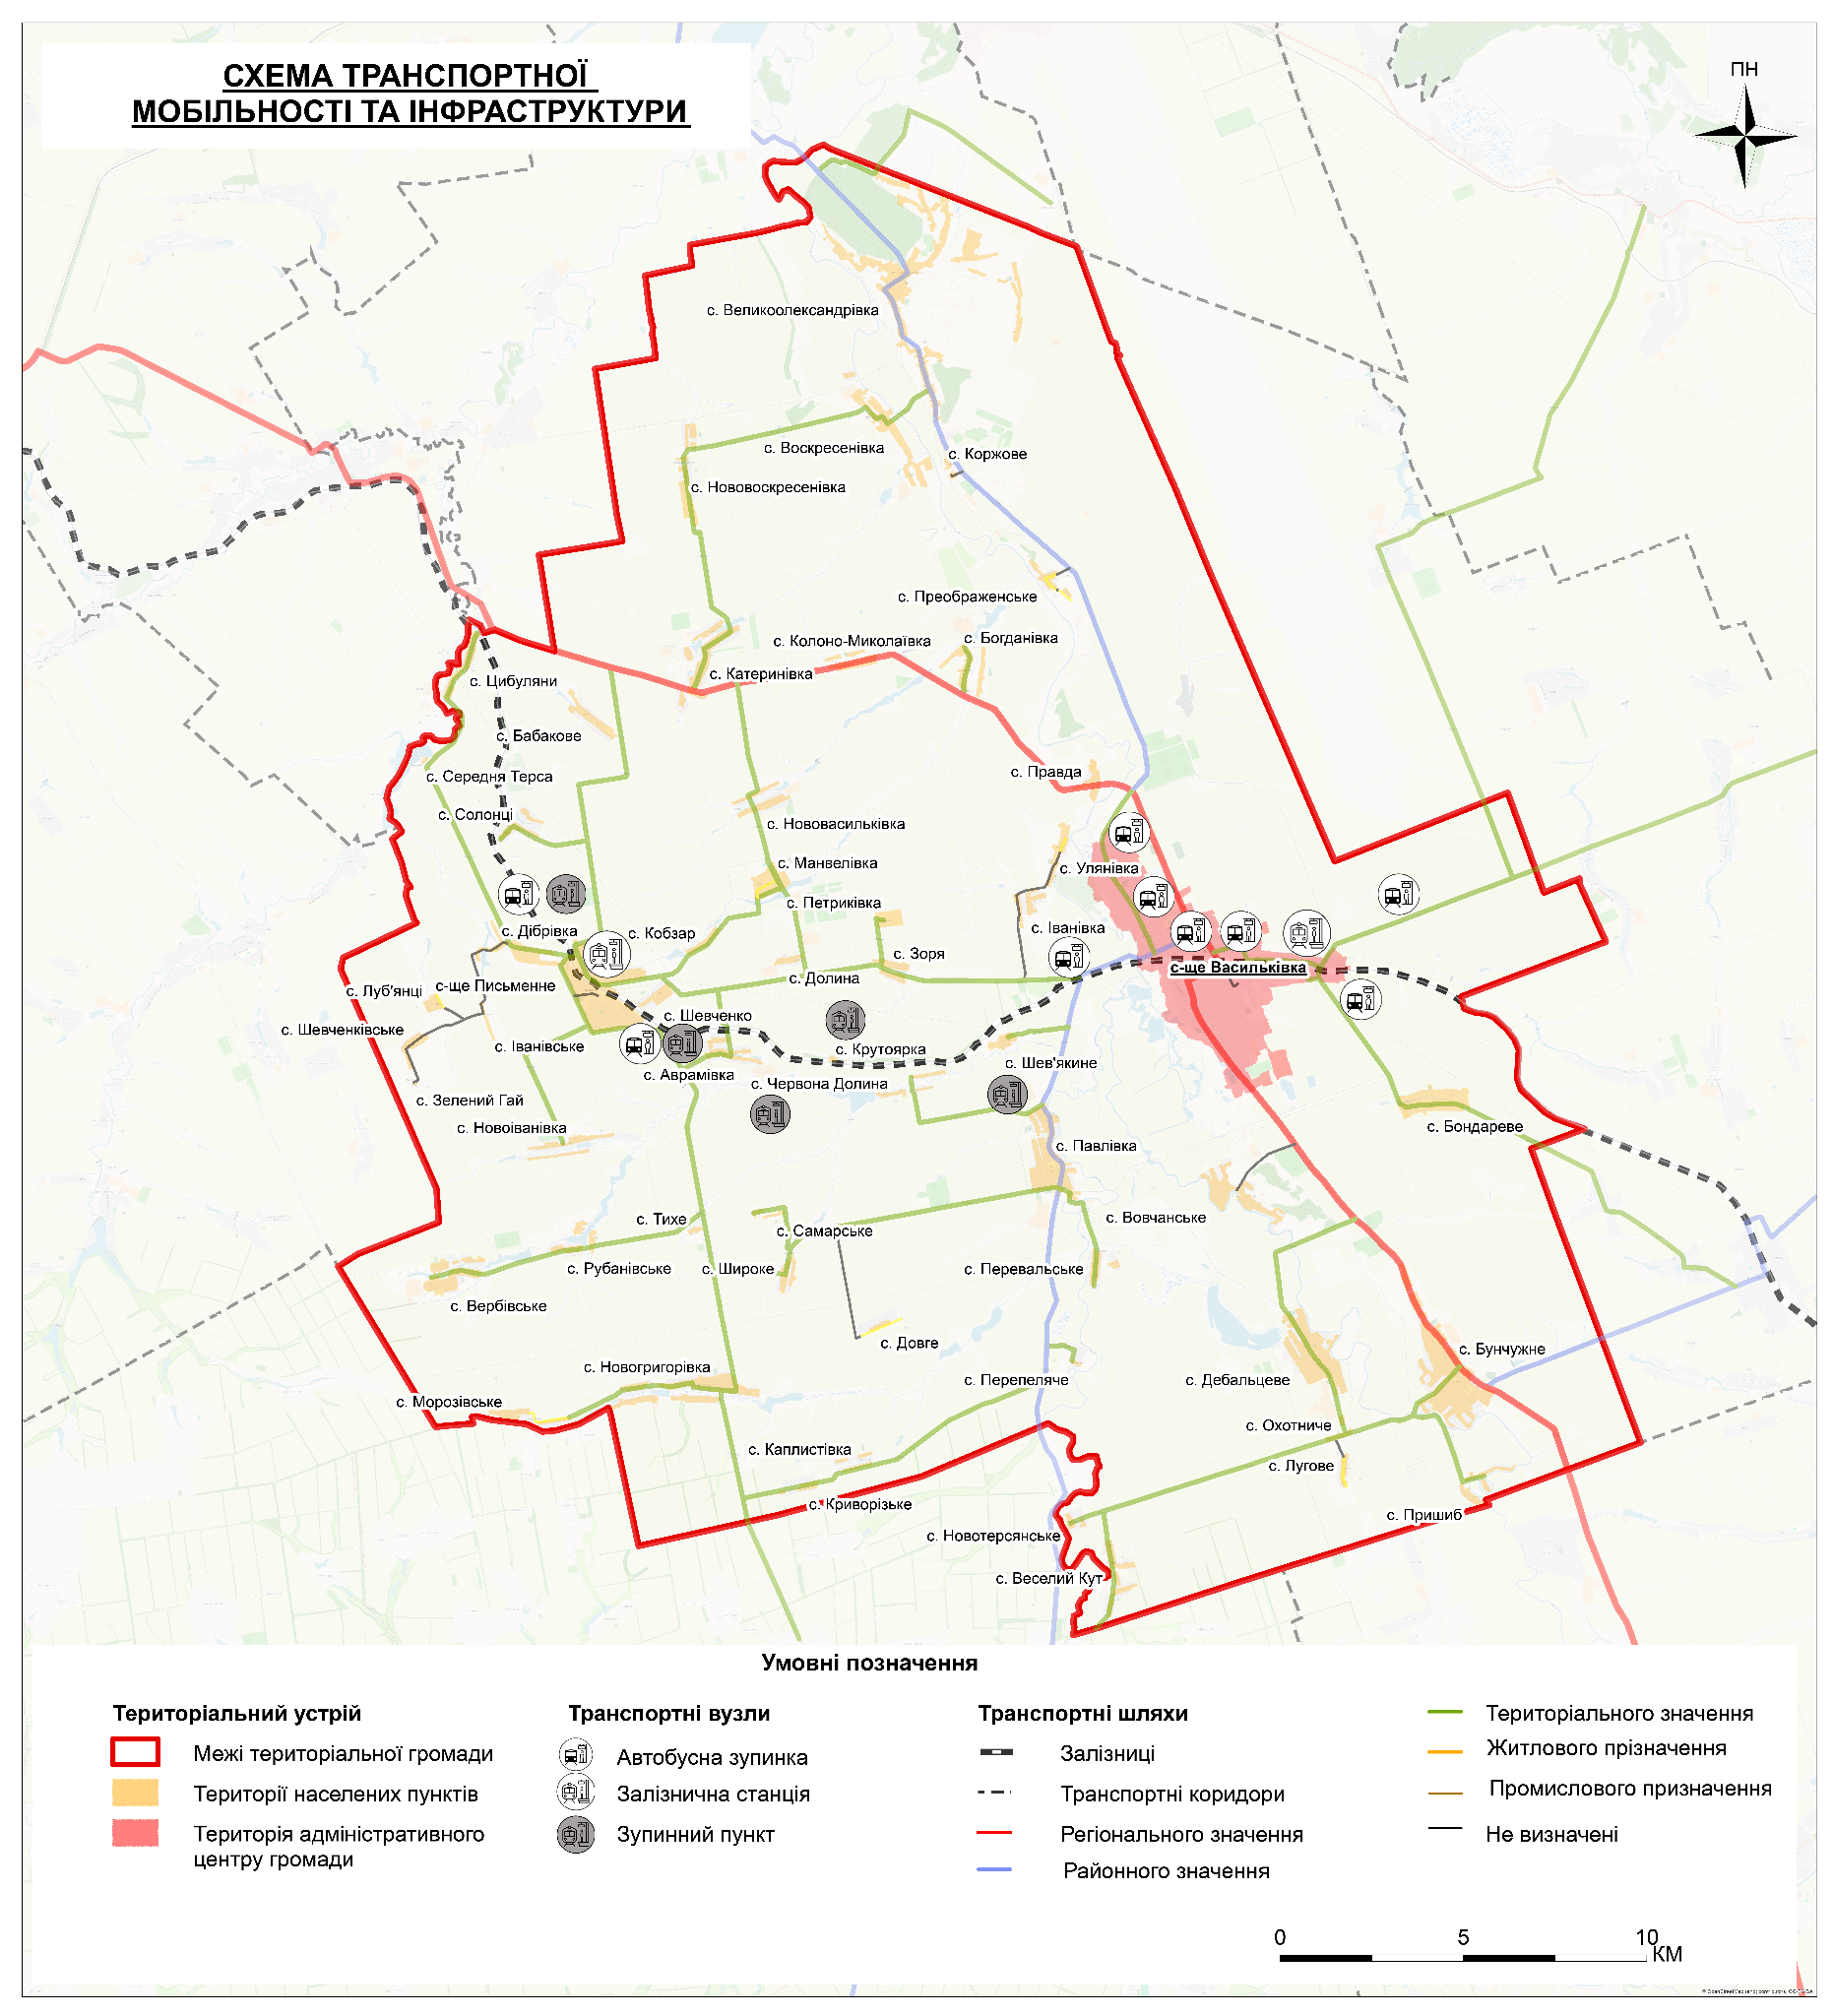 СХЕМА ТРАНСПОРТНОЇ
МОБІЛЬНОСТІ ТА ІНФРАСТРУКТУРИ
ПН
с. Великоолександрівка
с. Воскресенівка
с. Коржове
с. Нововоскресенівка
с. Преображенське
с. Колоно-Миколаївка
с. Богданівка
с. Катеринівка
с. Цибуляни
с. Бабакове
с. Середня Терса
с. Правда
с. Солонці
с. Нововасильківка
с. Манвелівка
с. Улянівка
с. Петриківка
с. Дібрівка
с. Кобзар
с. Іванівка
с. Зоря
с-ще Васильківка
с. Долина
с. Луб'янці
с-ще Письменне
с. Шевченко
с. Шевченківське
с. Іванівське
с. Крутоярка
с. Шев'якине
с. Аврамівка
с. Червона Долина
с. Зелений Гай
с. Новоіванівка
с. Бондареве
с. Павлівка
с. Тихе
с. Вовчанське
с. Самарське
с. Рубанівське
с. Широке
с. Перевальське
с. Вербівське
с. Довге
с. Бунчужне
с. Новогригорівка
с. Перепеляче
с. Дебальцеве
с. Морозівське
с. Охотниче
с. Каплистівка
с. Лугове
с. Криворізьке
с. Пришиб
с. Новотерсянське
с. Веселий Кут
Умовні позначення
Територіальний устрій
Межі територіальної громади
Території населених пунктів
Територія адміністративного
центру громади
Транспортні вузли
Автобусна зупинка
Залізнична станція
Зупинний пункт
Транспортні шляхи
Залізниці
Транспортні коридори
Регіонального значення
Районного значення
Територіального значення
Житлового прізначення
Промислового призначення
Не визначені
0 5 10
КМ